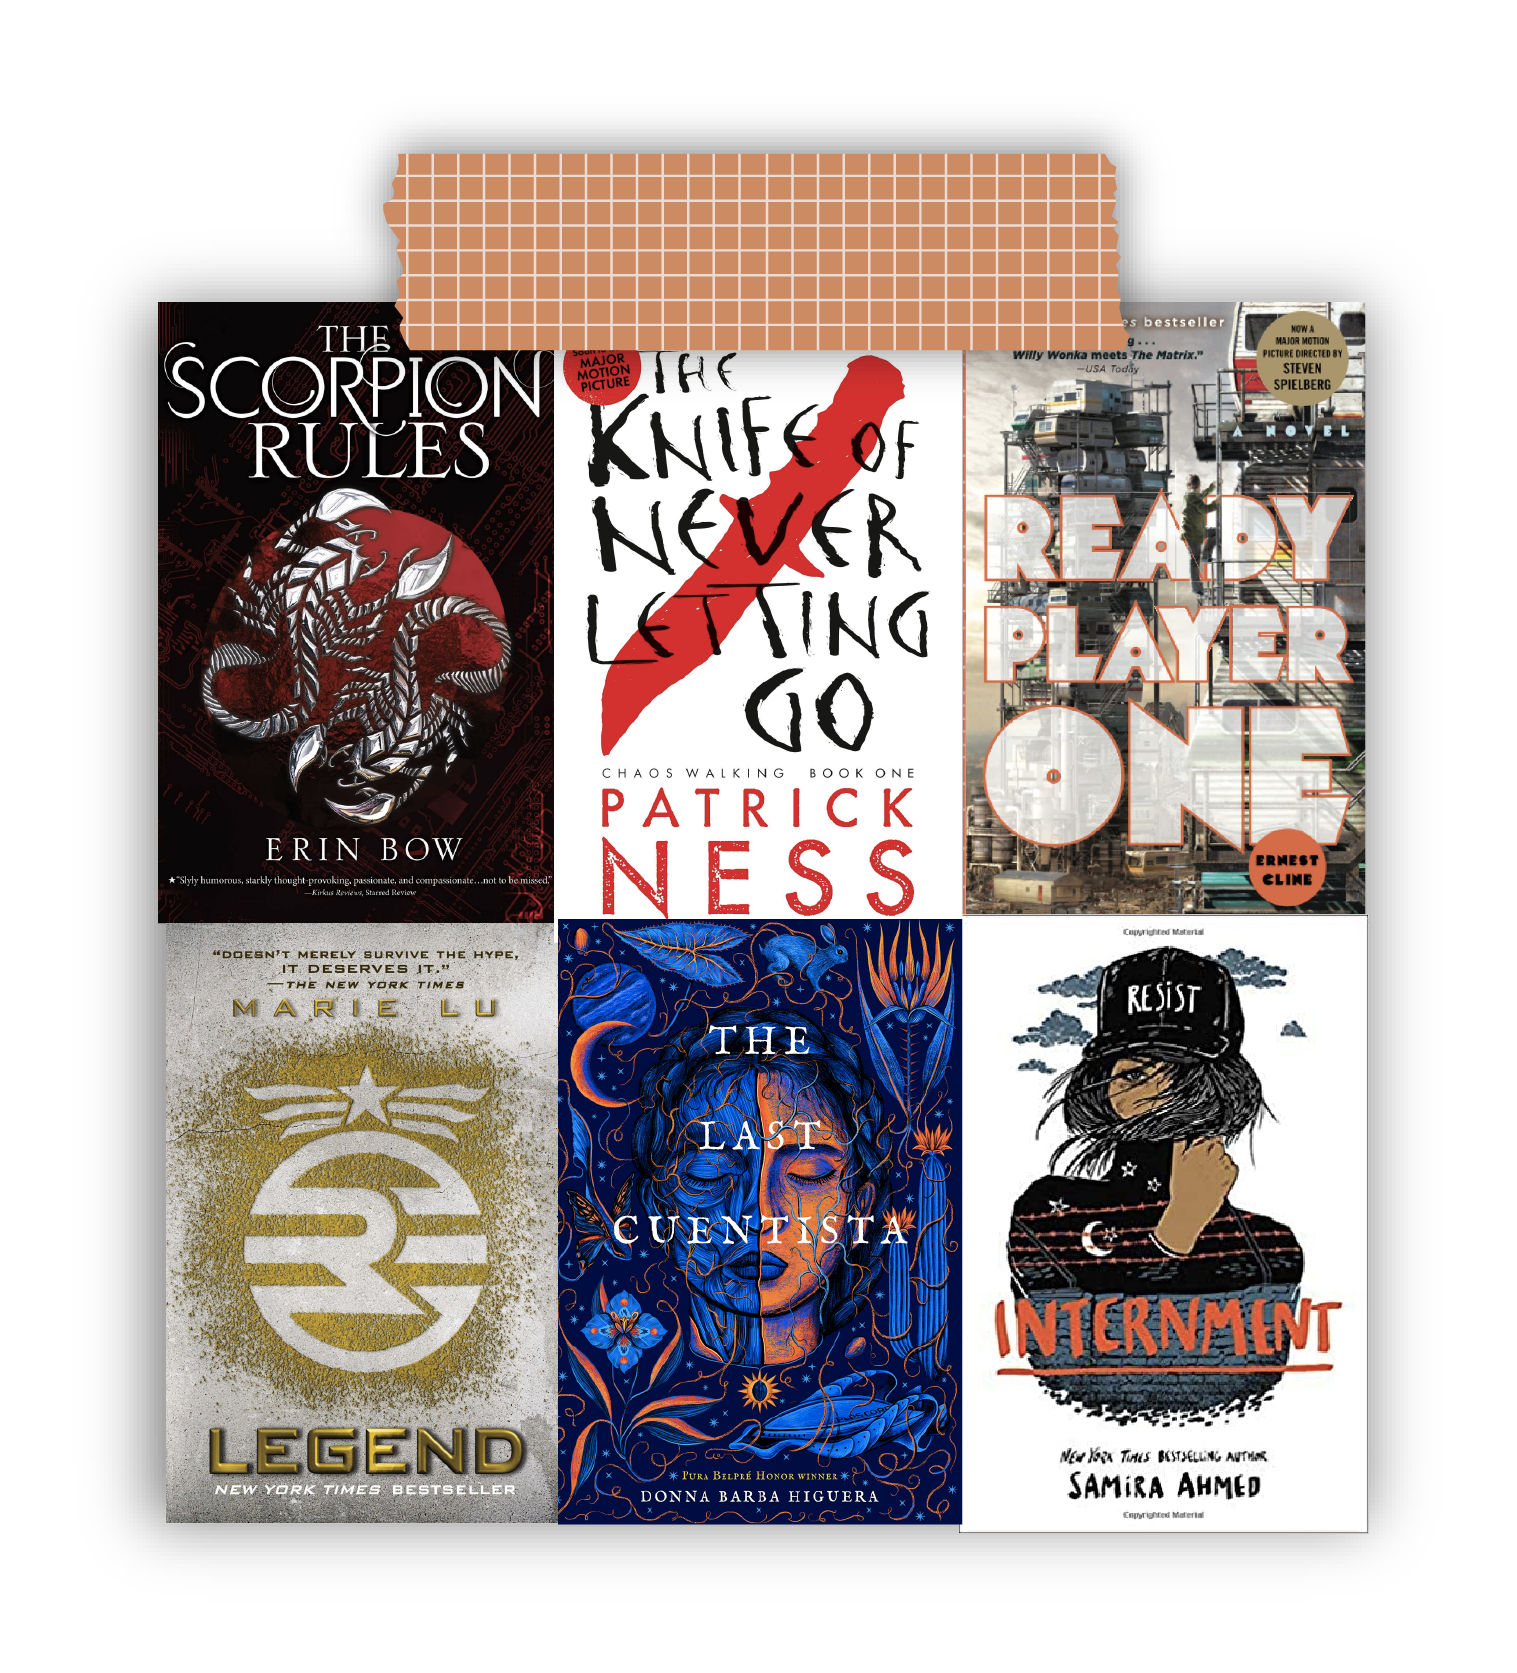 THE
SCORPION
RULES
ERIN BOW
★"Slyly humorous, starkly thought-provoking, passionate, and compassionate…not to be missed."
—Kirkus Reviews, Starred Review
MAJOR
MOTION
PICTURE
THE
KNIFE OF
NEVER
LETTING
GO
CHAOS WALKING BOOK ONE
PATRICK
NESS
es bestseller
g...
Willy Wonka meets The Matrix."
—USA Today
NOW A
MAJOR MOTION
PICTURE DIRECTED BY
STEVEN
SPIELBERG
A NOVEL
READY
PLAYER
ONE
ERNEST
CLINE
"DOESN'T MERELY SURVIVE THE HYPE,
IT DESERVES IT."
—THE NEW YORK TIMES
MARIE LU
LEGEND
NEW YORK TIMES BESTSELLER
THE
LAST
CUENTISTA
PURA BELPRÉ HONOR WINNER
DONNA BARBA HIGUERA
Copyrighted Material
RESIST
INTERNMENT
NEW YORK TIMES BESTSELLING AUTHOR
SAMIRA AHMED
Copyrighted Material